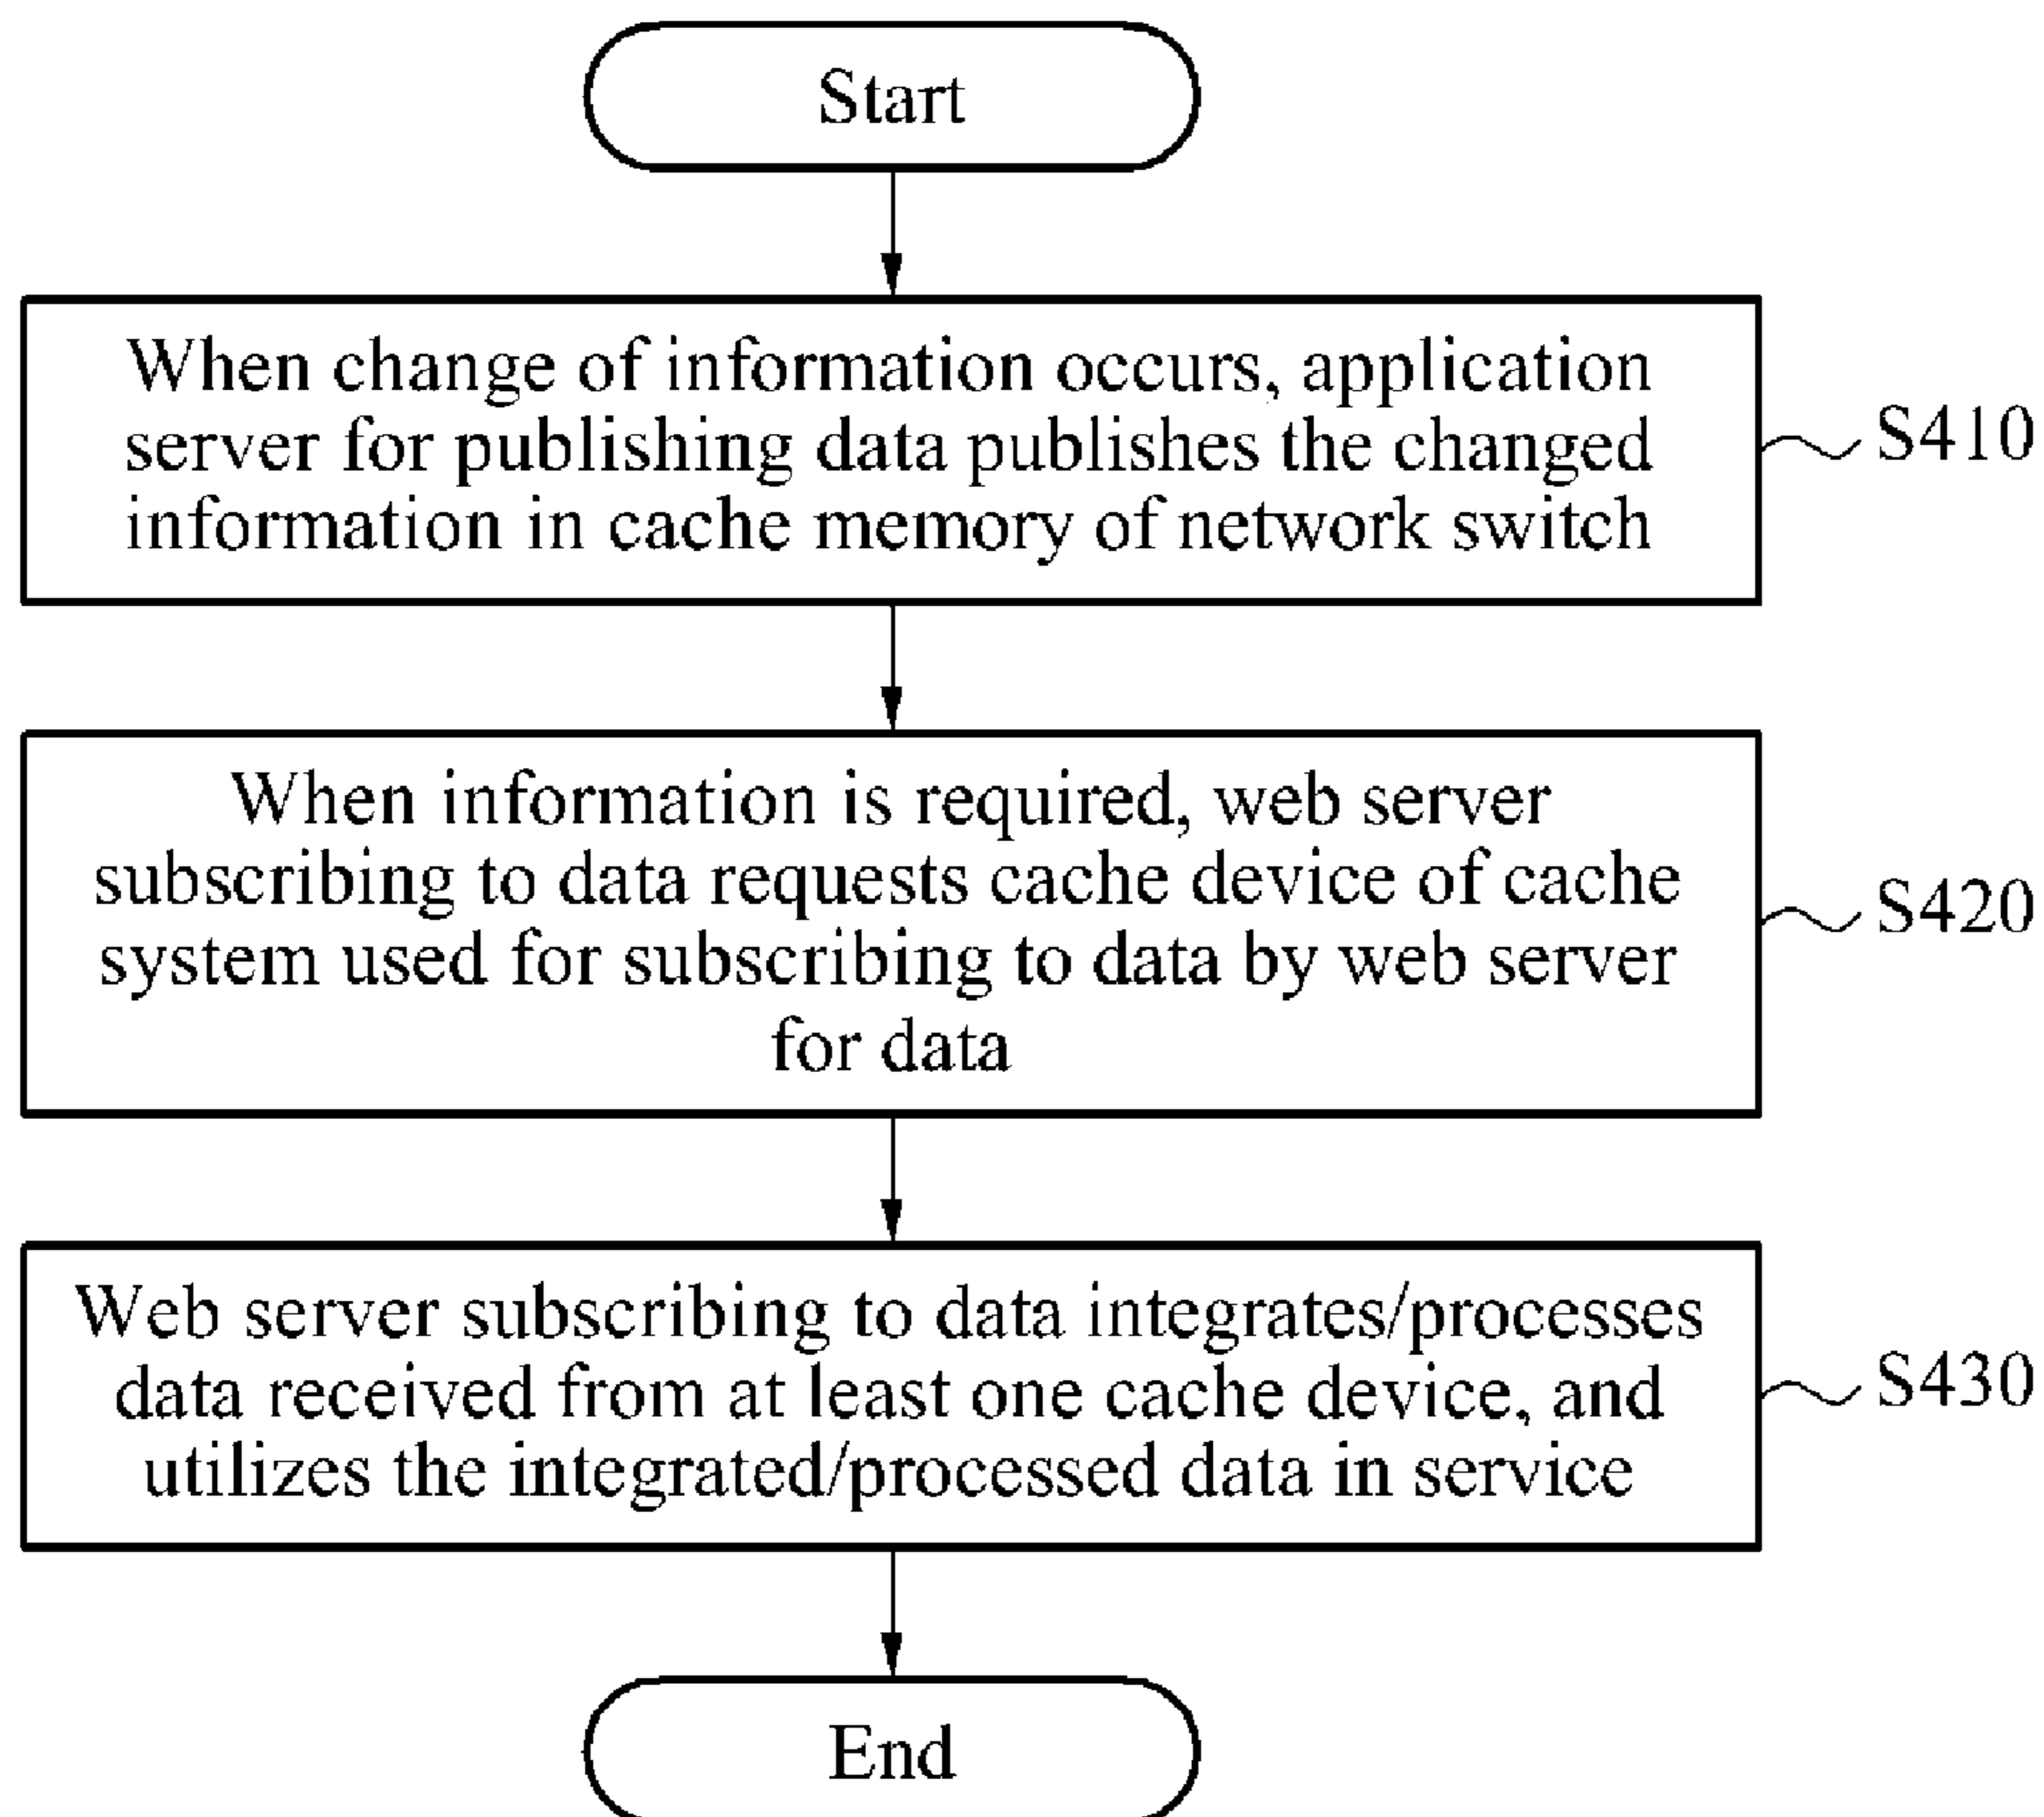 Start
When change of information occurs, application
server for publishing data publishes the changed
information in cache memory of network switch
S410
When information is required, web server
subscribing to data requests cache device of cache
system used for subscribing to data by web server
for data
S420
Web server subscribing to data integrates/processes
data received from at least one cache device, and
utilizes the integrated/processed data in service
S430
End